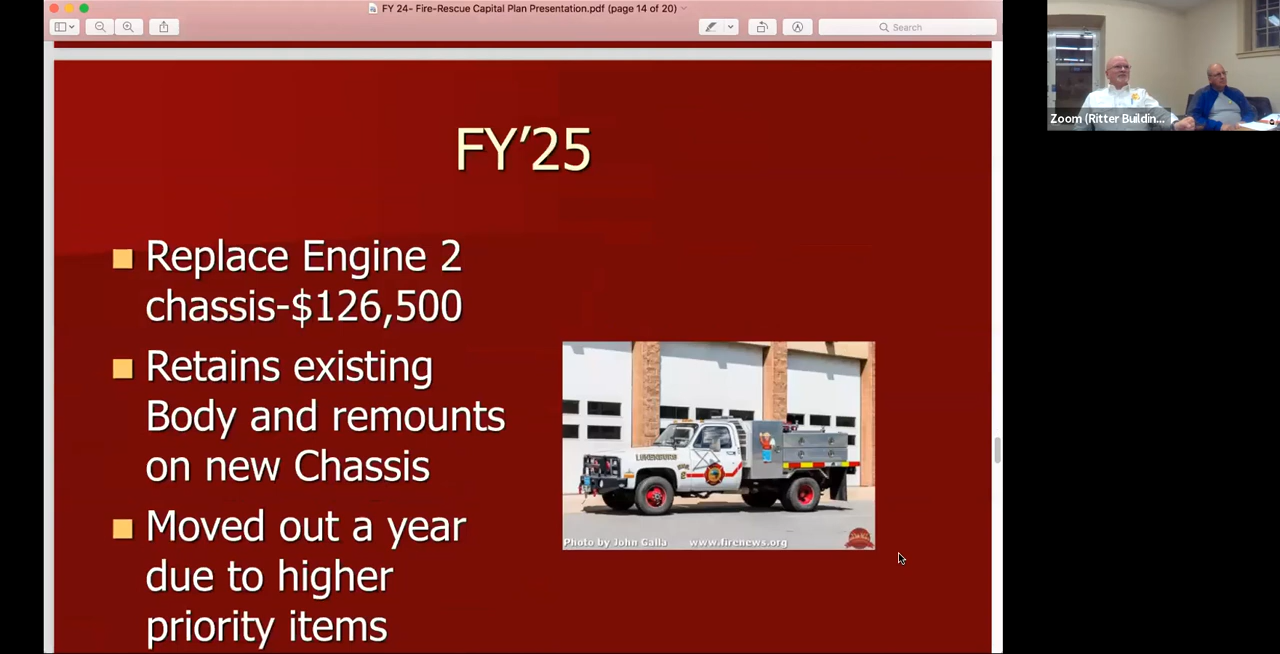 FY 24- Fire-Rescue Capital Plan Presentation.pdf (page 14 of 20)
Search
Zoom (Ritter Buildin...
FY'25
Replace Engine 2
chassis-$126,500
Retains existing
Body and remounts
on new Chassis
Moved out a year
due to higher
priority items
LUNENBURG
Photo by John Galla www.firenews.org